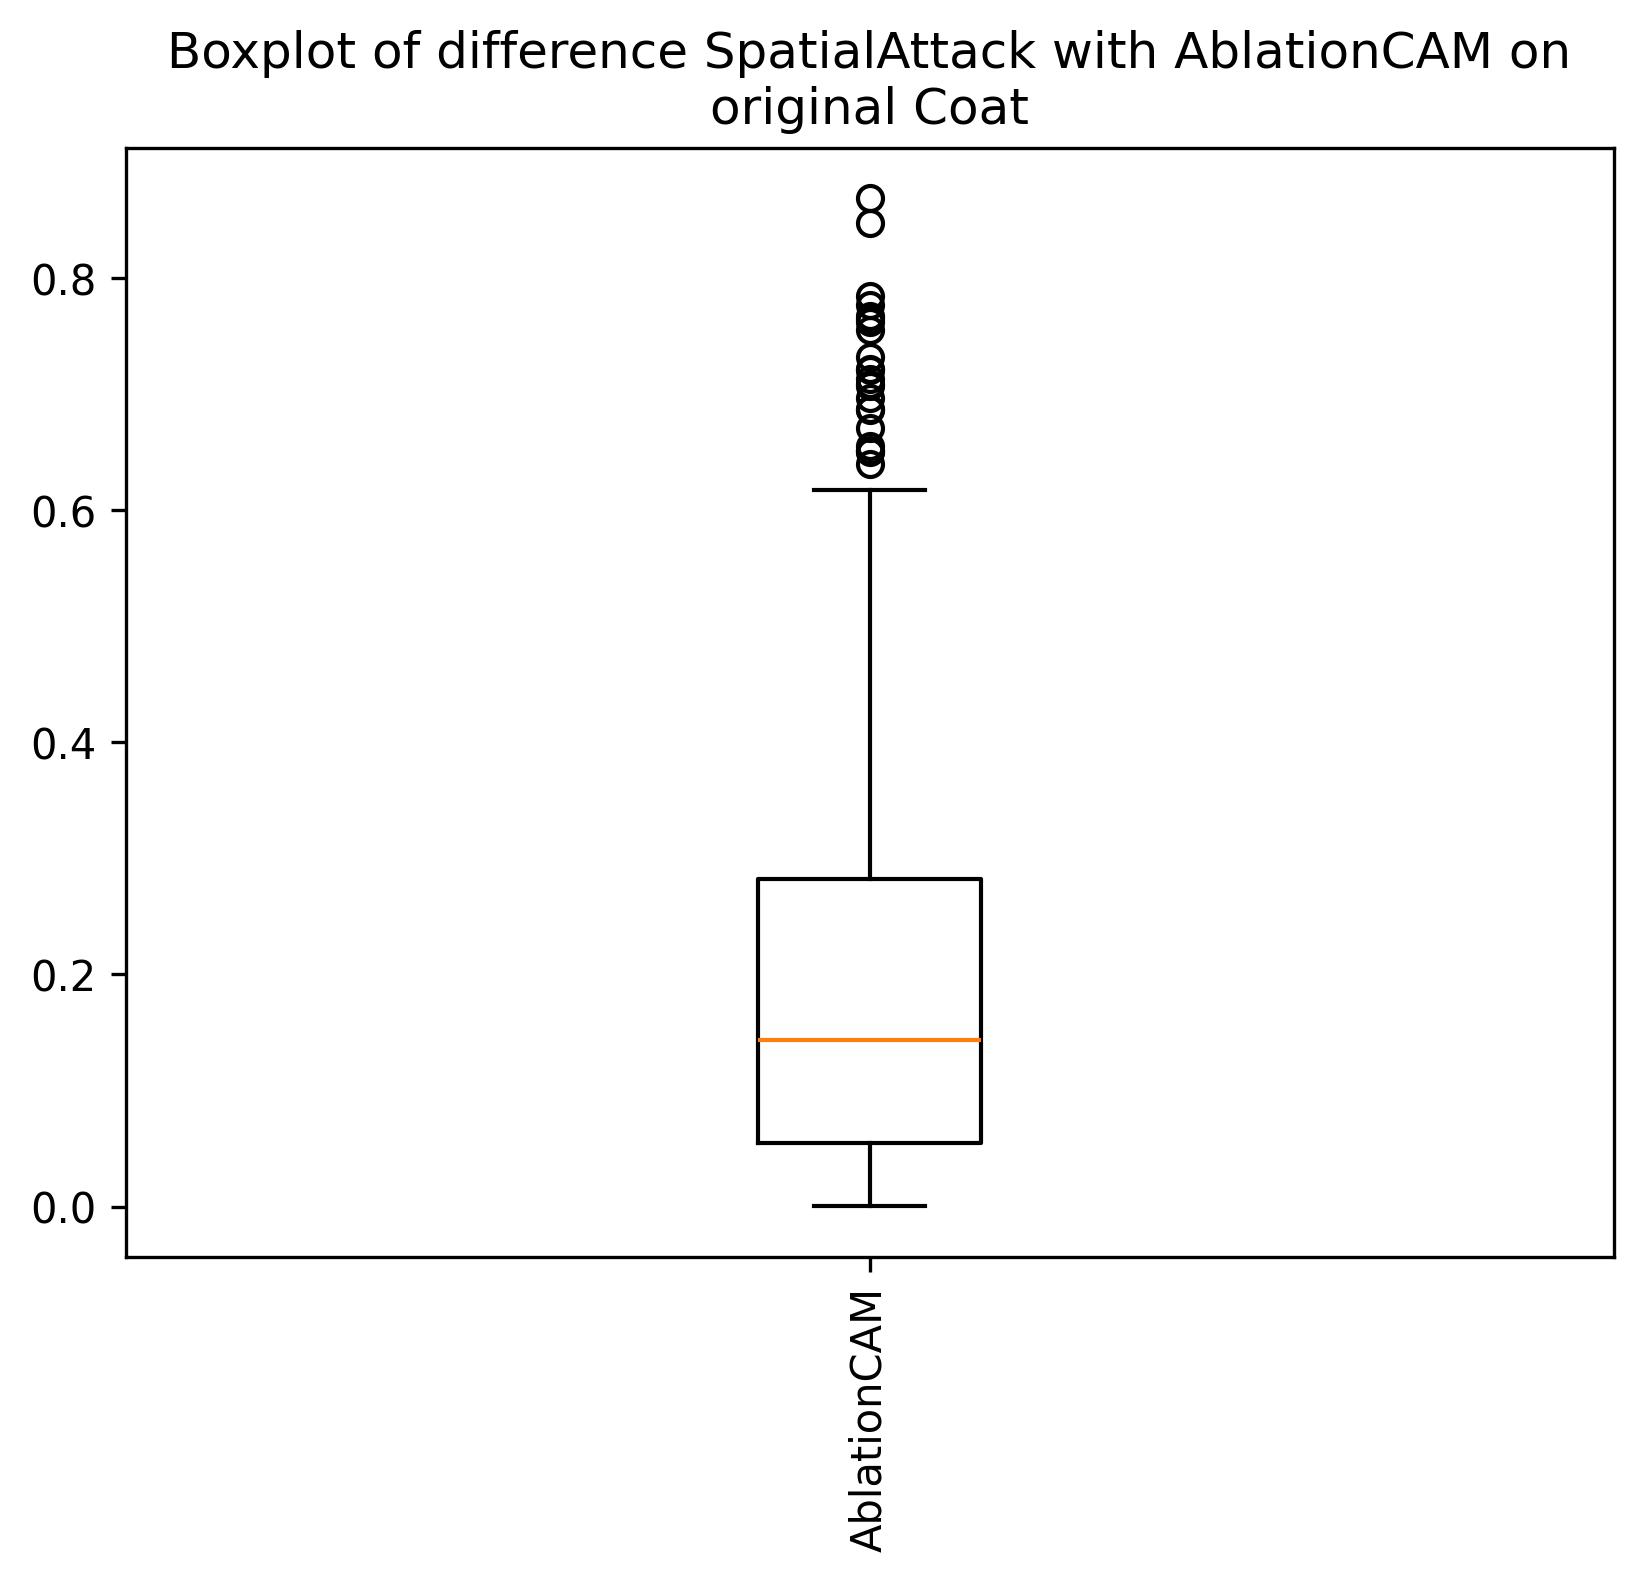 Boxplot of difference SpatialAttack with AblationCAM on
original Coat
0.8
0.6
0.4
0.2
0.0
AblationCAM